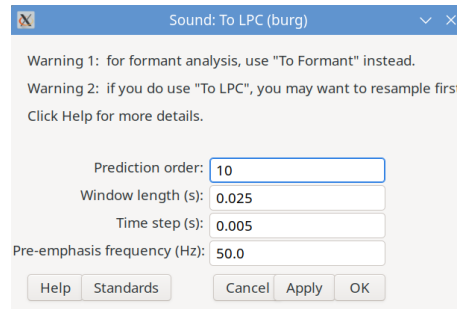 Sound: To LPC (burg)
Warning 1: for formant analysis, use "To Formant" instead.
Warning 2: if you do use "To LPC", you may want to resample first
Click Help for more details.
Prediction order: 10
Window length (s): 0.025
Time step (s): 0.005
Pre-emphasis frequency (Hz): 50.0
Help Standards Cancel Apply OK